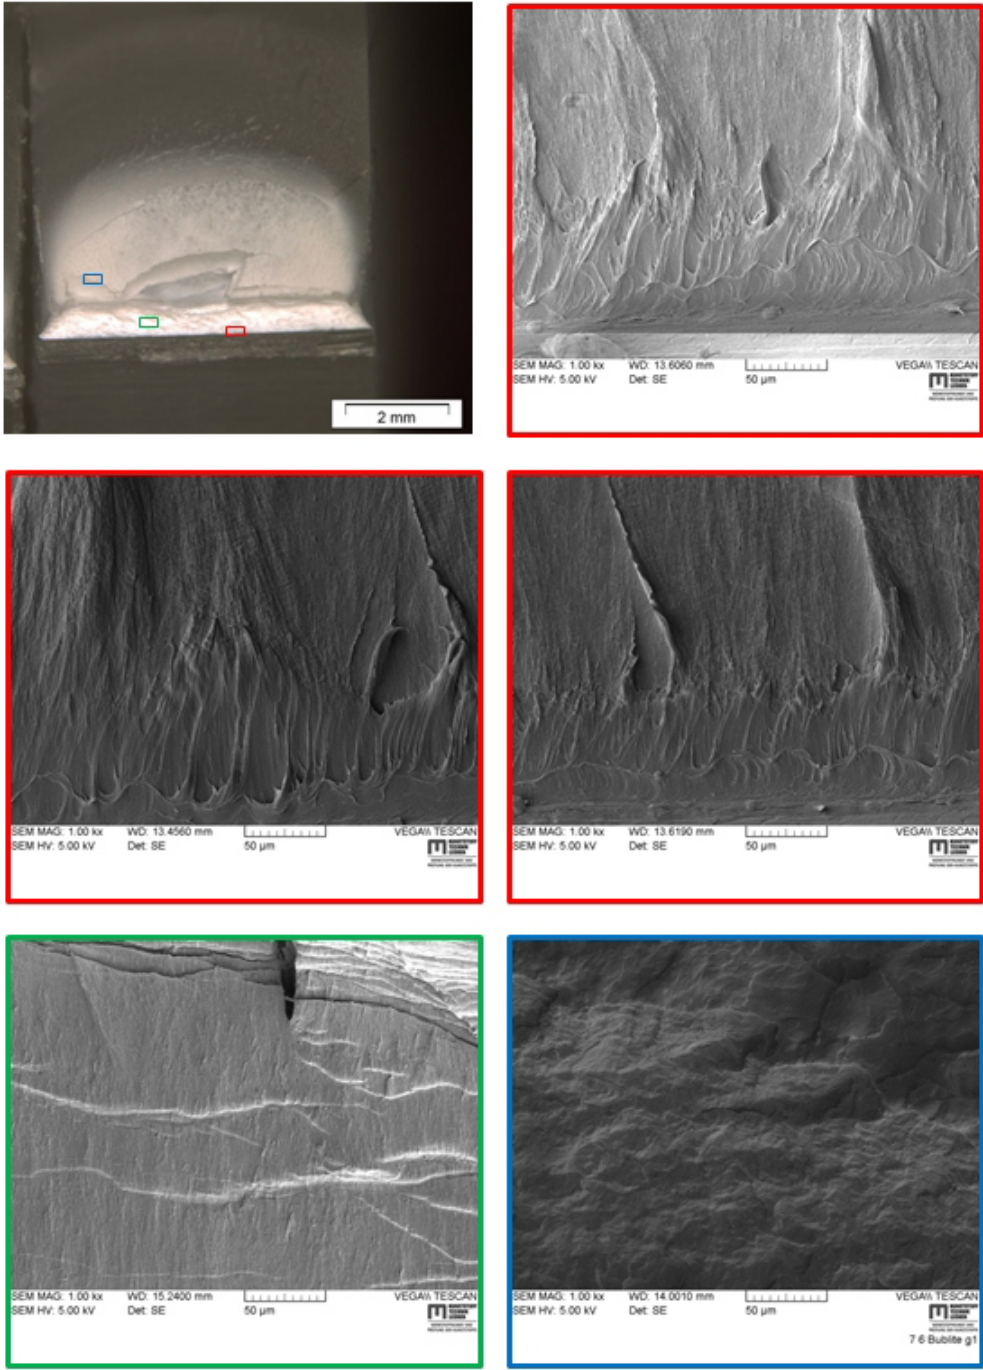 2 mm
SEM MAG: 1.00 kx WD: 13.6060 mm
SEM HV: 5.00 kV Det: SE 50 µm VEGA\\ TESCAN
SEM MAG: 1.00 kx WD: 13.4560 mm
SEM HV: 5.00 kV Det: SE 50 µm VEGA\\ TESCAN
SEM MAG: 1.00 kx WD: 13.6190 mm
SEM HV: 5.00 kV Det: SE 50 µm VEGA\\ TESCAN
SEM MAG: 1.00 kx WD: 15.2400 mm
SEM HV: 5.00 kV Det: SE 50 µm VEGA\\ TESCAN
SEM MAG: 1.00 kx WD: 14.0010 mm
SEM HV: 5.00 kV Det: SE 50 µm VEGA\\ TESCAN
7 6 Bublite g1